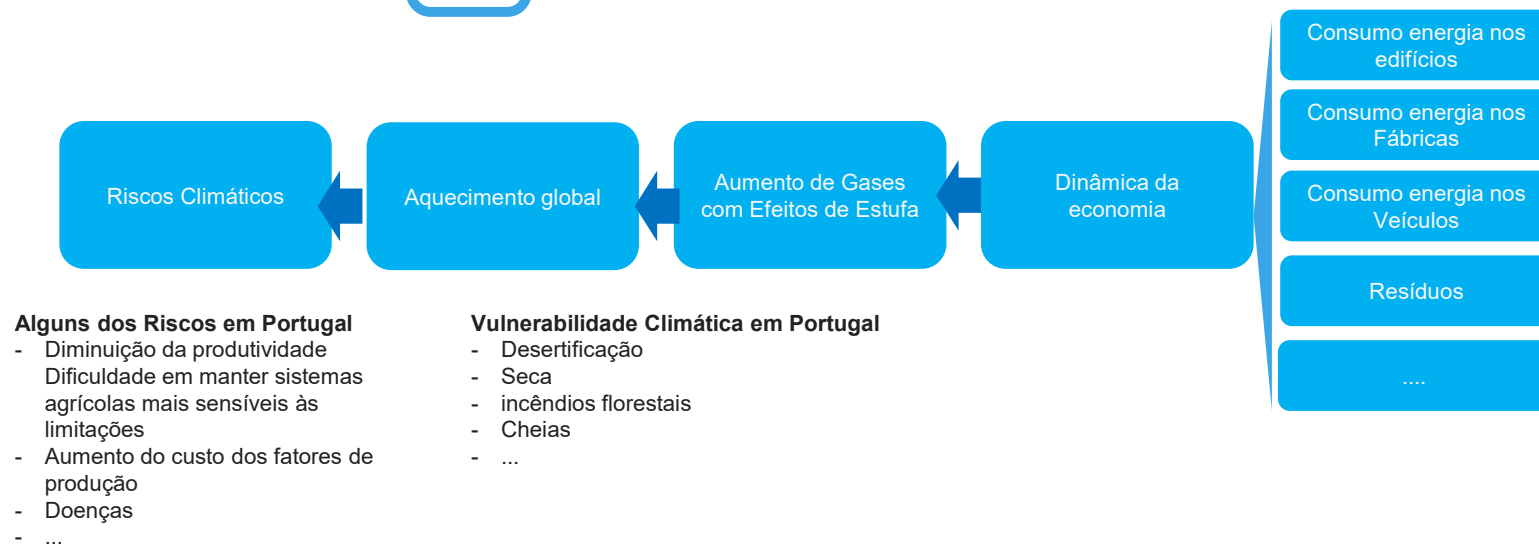 Consumo energia nos
edifícios
Consumo energia nos
Fábricas
Riscos Climáticos
Aquecimento global
Aumento de Gases
com Efeitos de Estufa
Dinâmica da
economia
Consumo energia nos
Veículos
Resíduos
....
Alguns dos Riscos em Portugal
- Diminuição da produtividade
Dificuldade em manter sistemas
agrícolas mais sensíveis às
limitações
- Aumento do custo dos fatores de
produção
- Doenças
- ...
Vulnerabilidade Climática em Portugal
- Desertificação
- Seca
- incêndios florestais
- Cheias
- ...